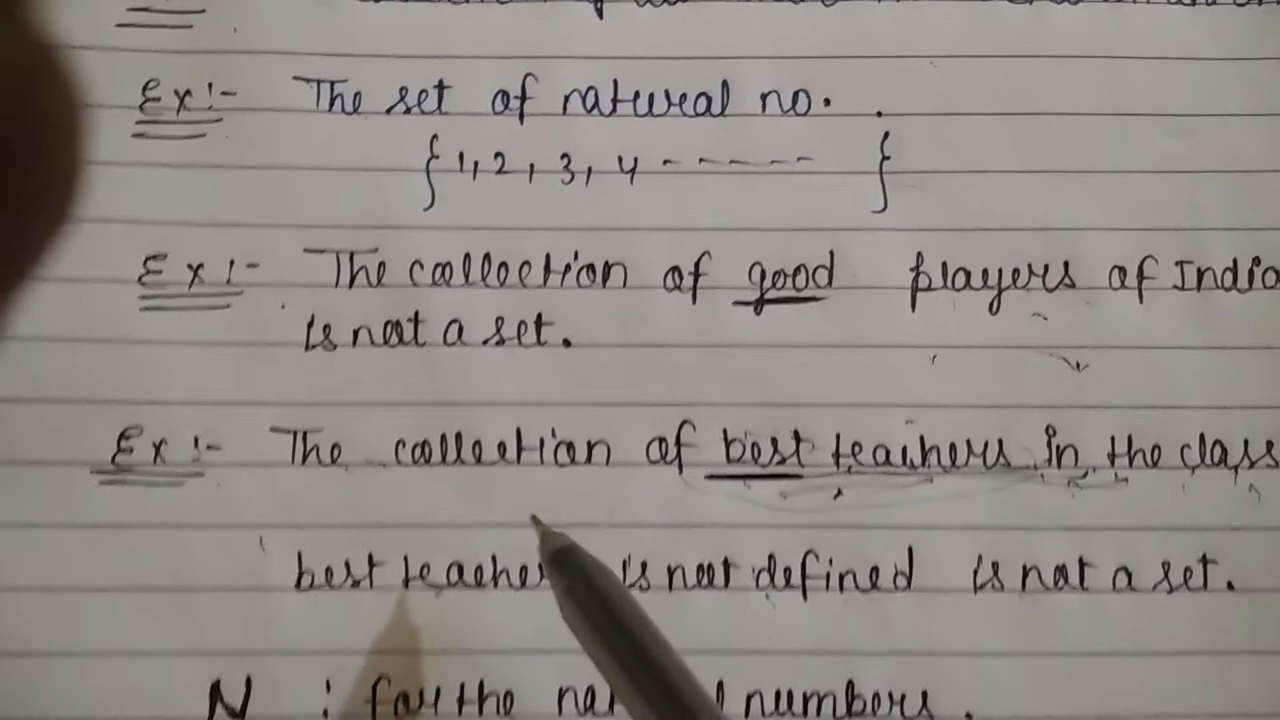 Ex:- The set of natural no. .
{1, 2, 3, 4 ----- }
Ex:- The collection of good players of India
is not a set.
Ex:- The collection of best teachers in the class
best teacher is not defined is not a set.
N : for the numbers.